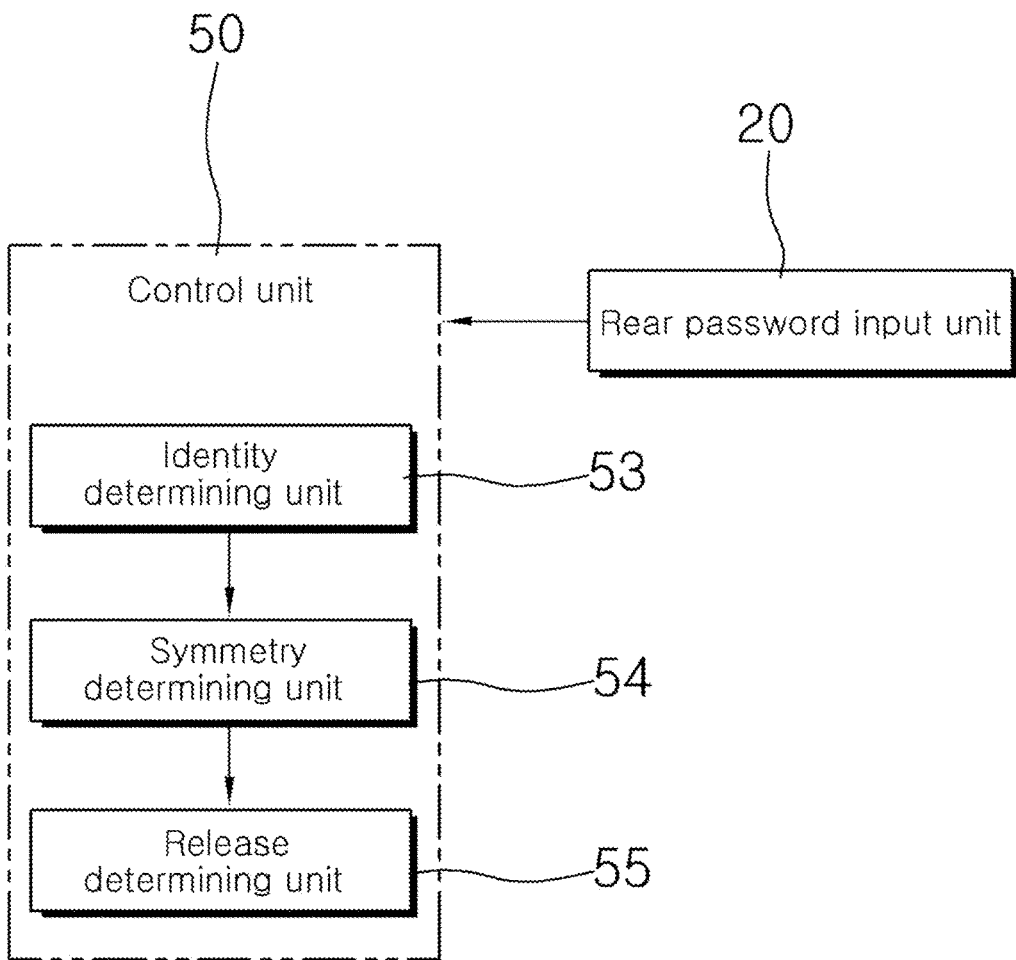 50
20
Control unit
Rear password input unit
Identity
determining unit
53
Symmetry
determining unit
54
Release
determining unit
55